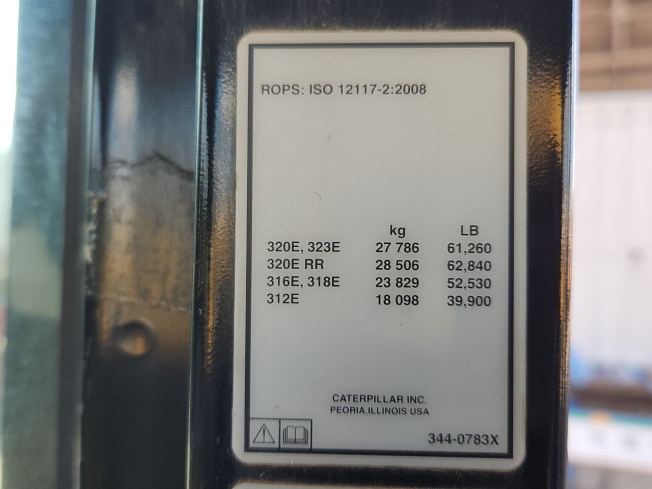 ROPS: ISO 12117-2:2008
kg LB
320E, 323E 27 786 61,260
320E RR 28 506 62,840
316E, 318E 23 829 52,530
312E 18 098 39,900
CATERPILLAR INC.
PEORIA,ILLINOIS USA
344-0783X